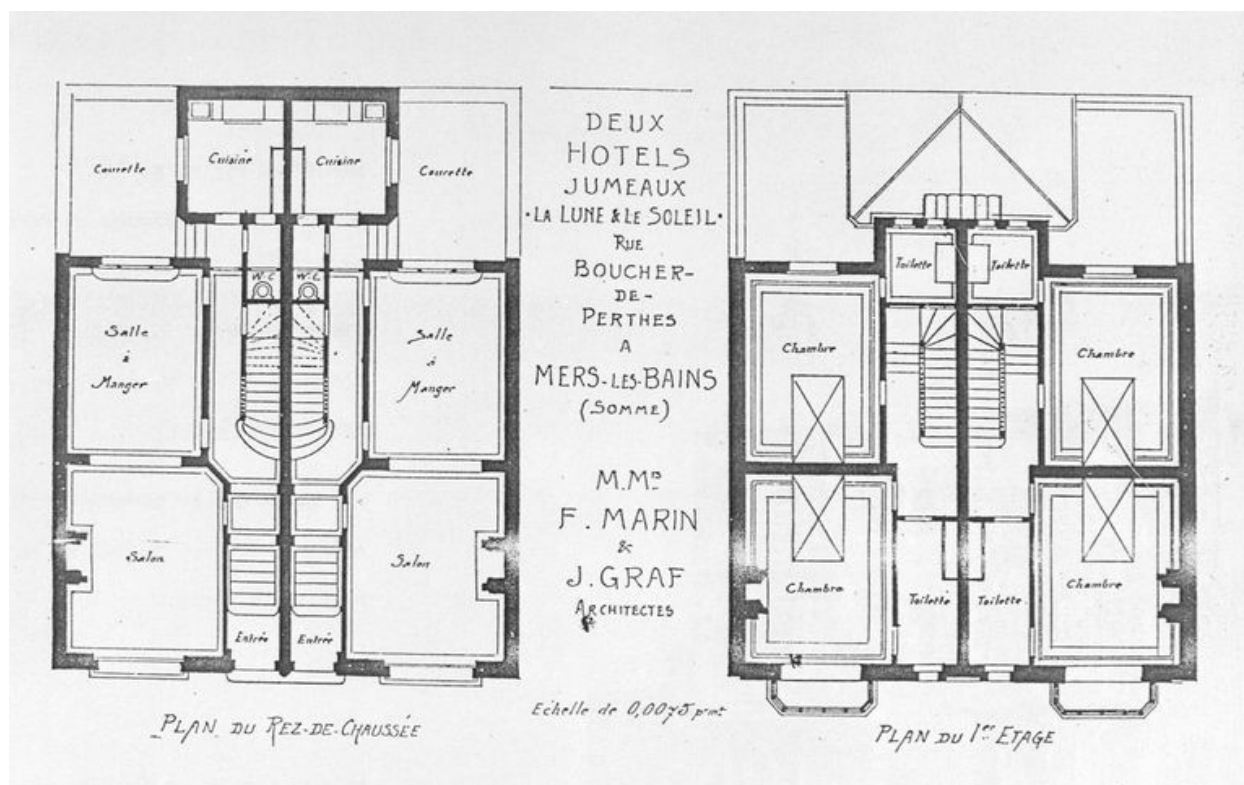 Courette
Cuisine
Cuisine
Courette
W.C
W.C
Salle
à
Manger
Salle
à
Manger
Salon
Salon
Entrée
Entrée
PLAN DU REZ-DE-CHAUSSÉE
DEUX
HOTELS
JUMEAUX
•LA LUNE & LE SOLEIL•
RUE
BOUCHER-
DE-
PERTHES
A
MERS-LES-BAINS
(SOMME)
M.MRS
F. MARIN
&
J. GRAF
ARCHITECTES
Echelle de 0,0075 p.mt
Toilette
Toilette
Chambre
Chambre
Chambre
Toilette
Toilette
Chambre
PLAN DU 1er ETAGE